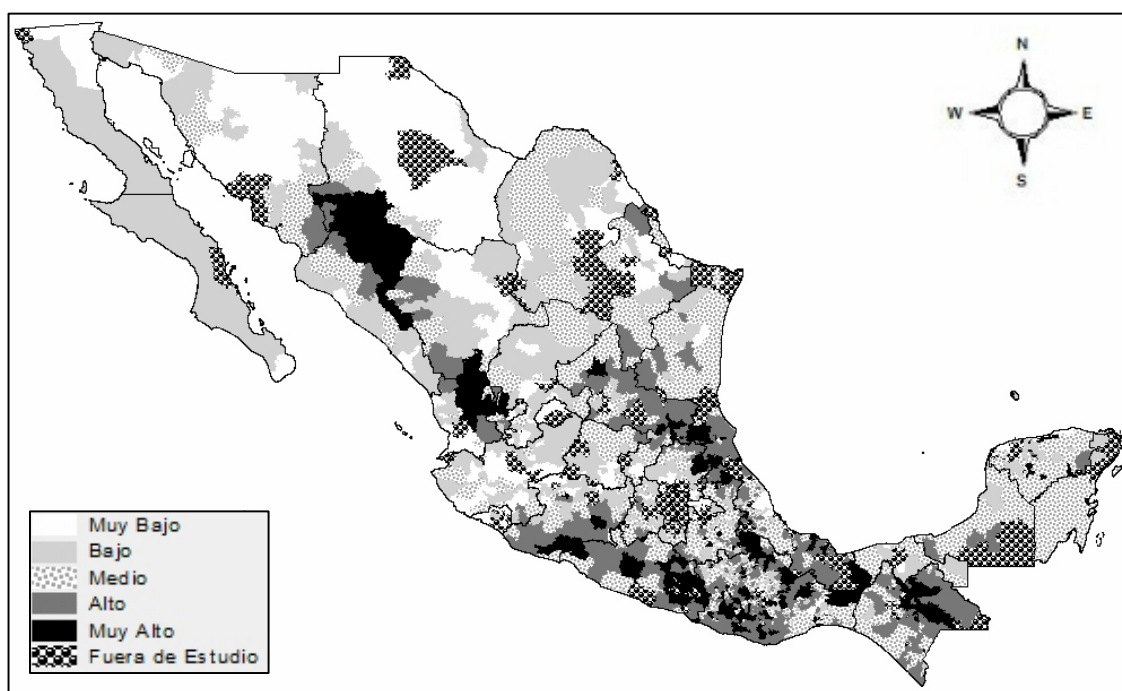 N
W E
S
Muy Bajo
Bajo
Medio
Alto
Muy Alto
Fuera de Estudio